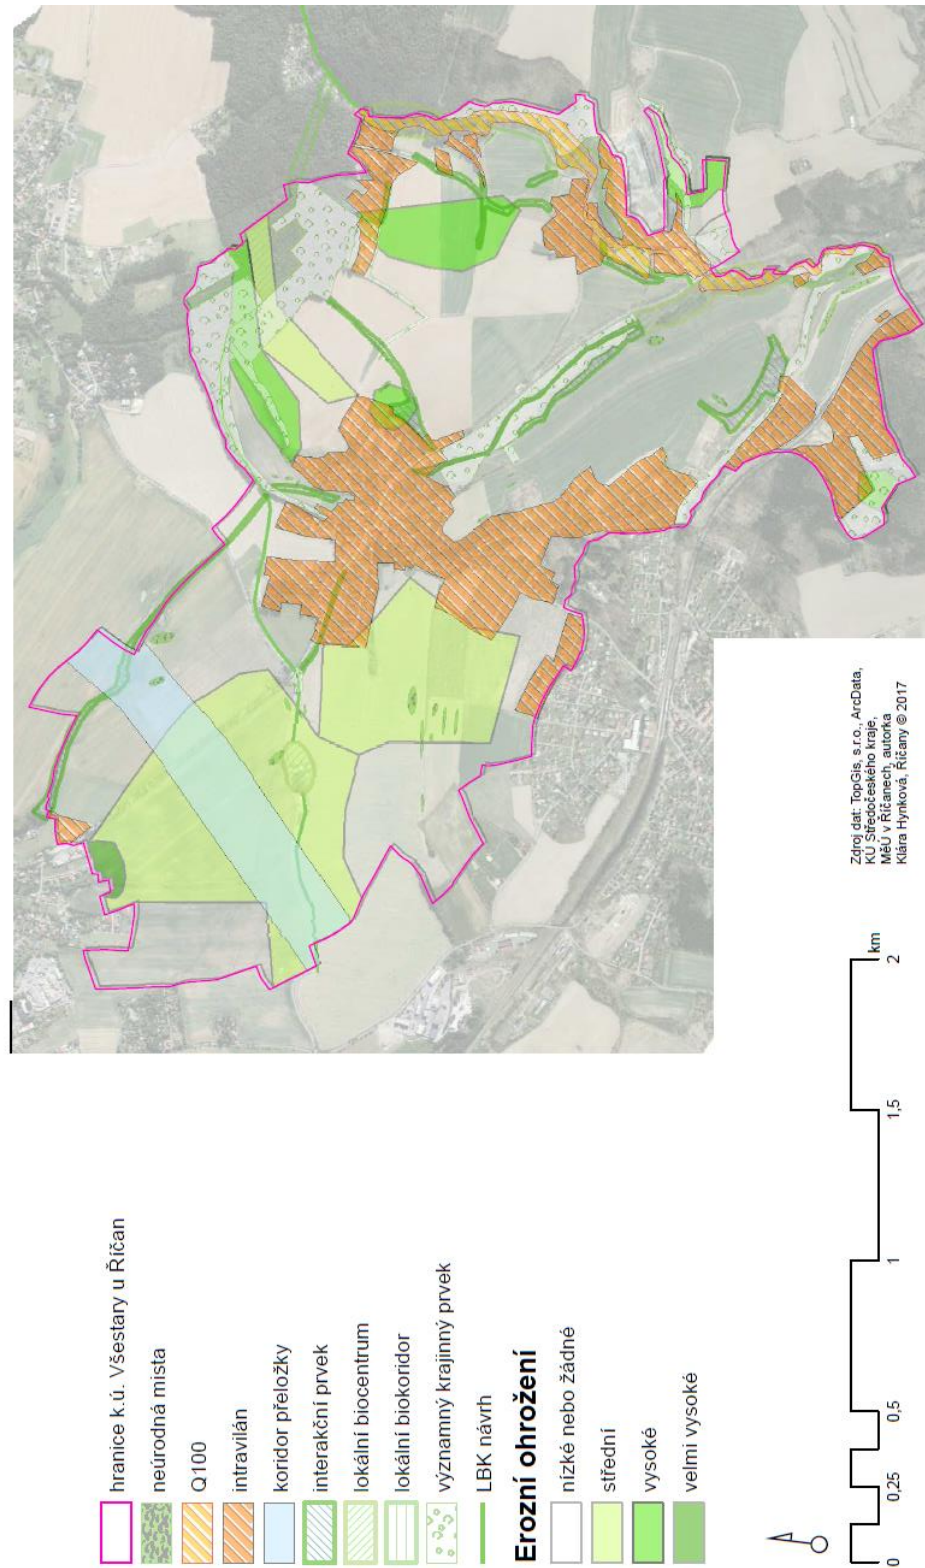 hranice k.ú. Všestary u Říčan
neúrodná místa
Q100
intravilán
koridor přeložky
interakční prvek
lokální biocentrum
lokální biokoridor
významný krajinný prvek
LBK návrh
Erozní ohrožení
nízké nebo žádné
střední
vysoké
velmi vysoké
0 0,25 0,5 1 1,5 2
km
Zdroj dat: TopGis, s.r.o., ArcData,
KÚ Středočeského kraje,
MěÚ v Říčanech, autorka
Klára Hynková, Říčany © 2017